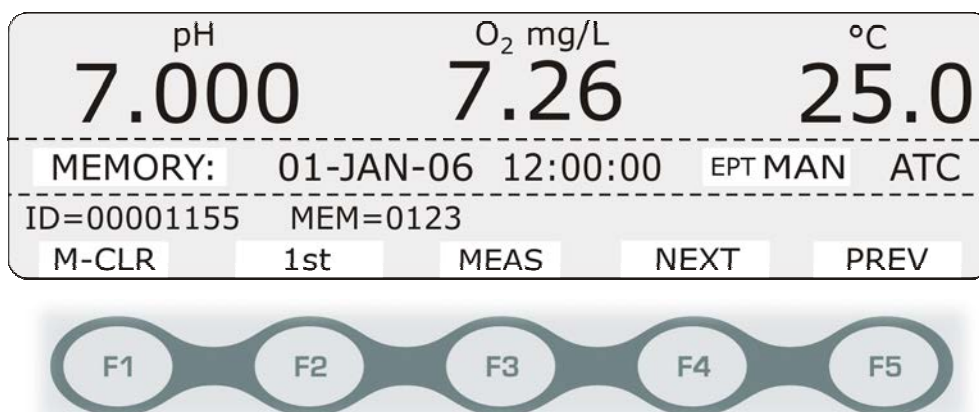 pH O₂ mg/L °C
7.000 7.26 25.0
MEMORY: 01-JAN-06 12:00:00 EPT MAN ATC
ID=00001155 MEM=0123
M-CLR 1st MEAS NEXT PREV
F1 F2 F3 F4 F5